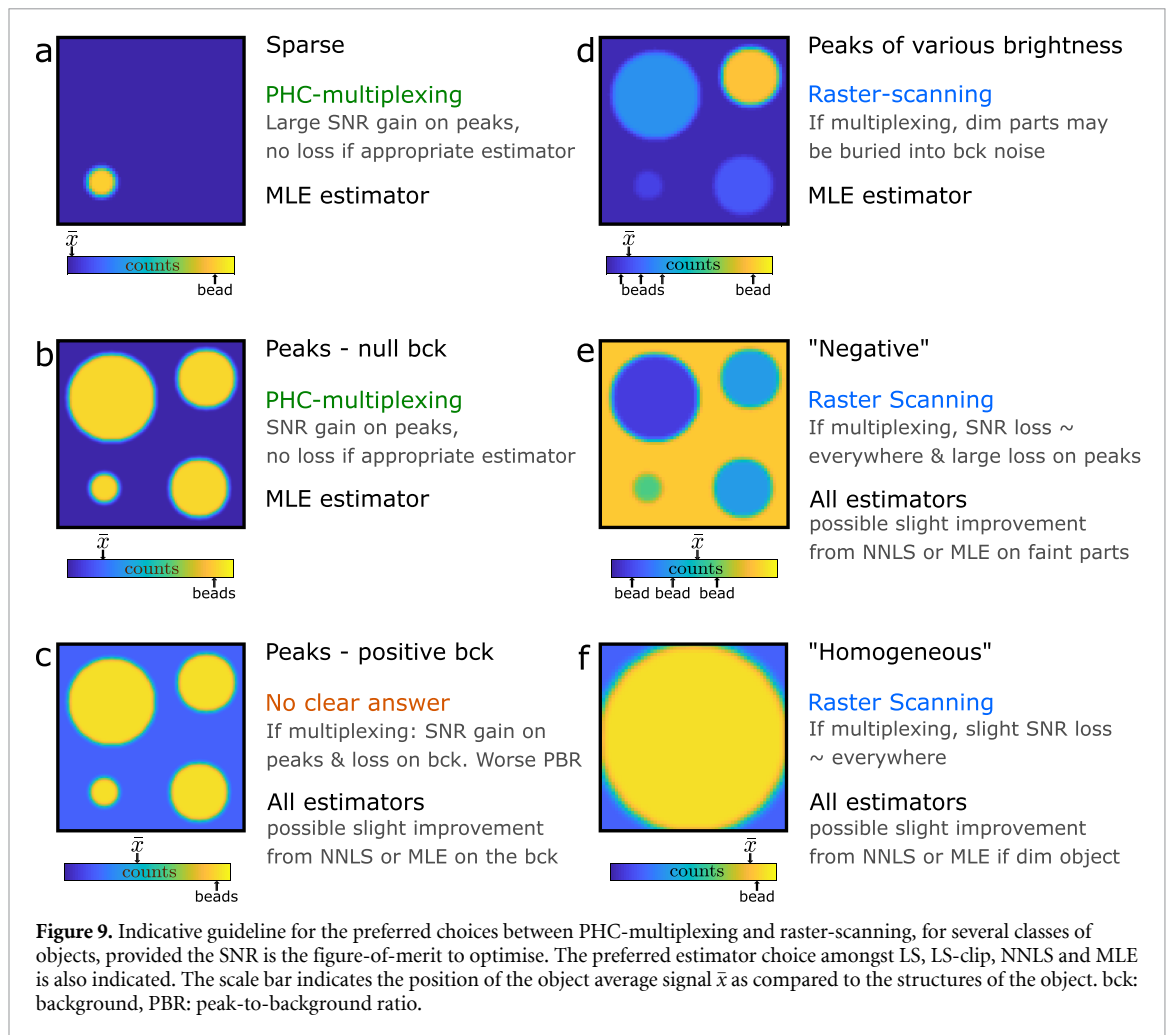 a
Sparse
PHC-multiplexing
Large SNR gain on peaks,
no loss if appropriate estimator
MLE estimator
x̄
counts
bead
b
Peaks - null bck
PHC-multiplexing
SNR gain on peaks,
no loss if appropriate estimator
MLE estimator
x̄
counts
beads
c
Peaks - positive bck
No clear answer
If multiplexing: SNR gain on
peaks & loss on bck. Worse PBR
All estimators
possible slight improvement
from NNLS or MLE on the bck
x̄
counts
beads
d
Peaks of various brightness
Raster-scanning
If multiplexing, dim parts may
be buried into bck noise
MLE estimator
x̄
counts
beads bead
e
"Negative"
Raster Scanning
If multiplexing, SNR loss ~
everywhere & large loss on peaks
All estimators
possible slight improvement
from NNLS or MLE on faint parts
x̄
counts
bead bead bead
f
"Homogeneous"
Raster Scanning
If multiplexing, slight SNR loss
~ everywhere
All estimators
possible slight improvement
from NNLS or MLE if dim object
x̄
counts
bead
Figure 9. Indicative guideline for the preferred choices between PHC-multiplexing and raster-scanning, for several classes of
objects, provided the SNR is the figure-of-merit to optimise. The preferred estimator choice amongst LS, LS-clip, NNLS and MLE
is also indicated. The scale bar indicates the position of the object average signal x̄ as compared to the structures of the object. bck:
background, PBR: peak-to-background ratio.